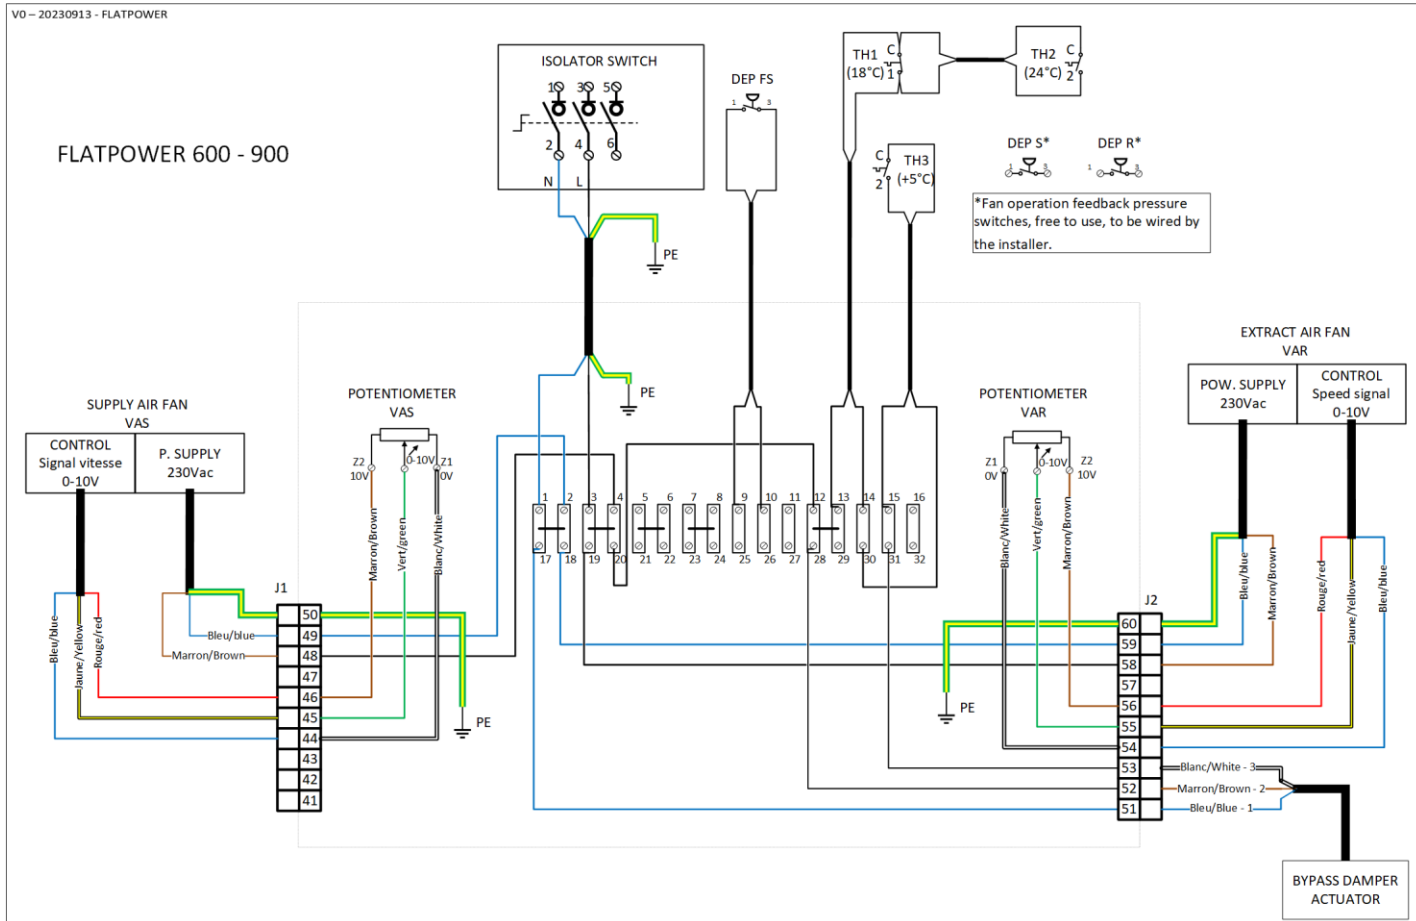 V0 – 20230913 - FLATPOWER
FLATPOWER 600 - 900
ISOLATOR SWITCH
1 3 5
2 4 6
N L
PE
PE
DEP FS
1 3
TH1
(18°C)
C
1
TH2
(24°C)
C
2
TH3
(+5°C)
C
2
DEP S*
1 3
DEP R*
1 3
*Fan operation feedback pressure
switches, free to use, to be wired by
the installer.
SUPPLY AIR FAN
VAS
CONTROL
Signal vitesse
0-10V
P. SUPPLY
230Vac
POTENTIOMETER
VAS
Z2
10V
0-10V
Z1
0V
Marron/Brown
Vert/green
Blanc/White
POTENTIOMETER
VAR
Z1
0V
0-10V
Z2
10V
Blanc/White
Vert/green
Marron/Brown
EXTRACT AIR FAN
VAR
POW. SUPPLY
230Vac
CONTROL
Speed signal
0-10V
1 2 3 4 5 6 7 8 9 10 11 12 13 14 15 16
17 18 19 20 21 22 23 24 25 26 27 28 29 30 31 32
Bleu/blue
Jaune/Yellow
Rouge/red
Bleu/blue
Marron/Brown
J1
50
49
48
47
46
45
44
43
42
41
PE
PE
J2
60
59
58
57
56
55
54
53
52
51
Bleu/blue
Marron/Brown
Rouge/red
Jaune/Yellow
Bleu/blue
Blanc/White - 3
Marron/Brown - 2
Bleu/Blue - 1
BYPASS DAMPER
ACTUATOR